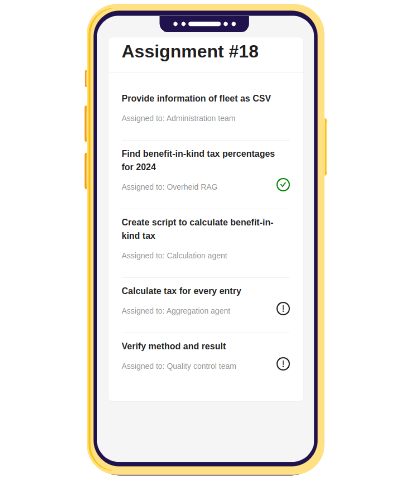 Assignment #18
Provide information of fleet as CSV
Assigned to: Administration team
Find benefit-in-kind tax percentages
for 2024
Assigned to: Overheid RAG
Create script to calculate benefit-in-
kind tax
Assigned to: Calculation agent
Calculate tax for every entry
Assigned to: Aggregation agent
Verify method and result
Assigned to: Quality control team